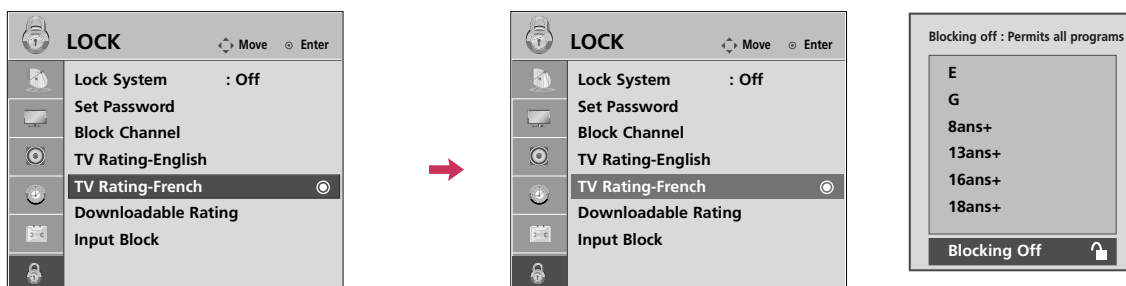 LOCK Move Enter
Lock System : Off
Set Password
Block Channel
TV Rating-English
TV Rating-French
Downloadable Rating
Input Block
LOCK Move Enter
Lock System : Off
Set Password
Block Channel
TV Rating-English
TV Rating-French
Downloadable Rating
Input Block
Blocking off : Permits all programs
E
G
8ans+
13ans+
16ans+
18ans+
Blocking Off